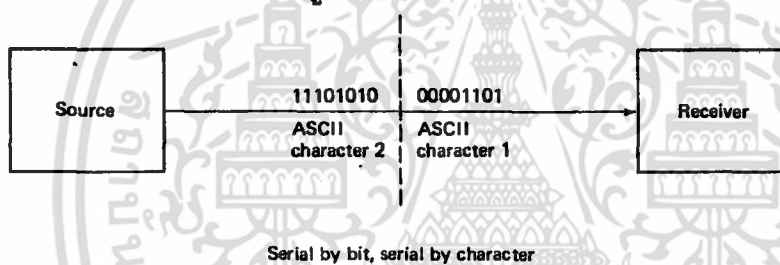 11101010 00001101
Source Receiver
ASCII ASCII
character 2 character 1
Serial by bit, serial by character